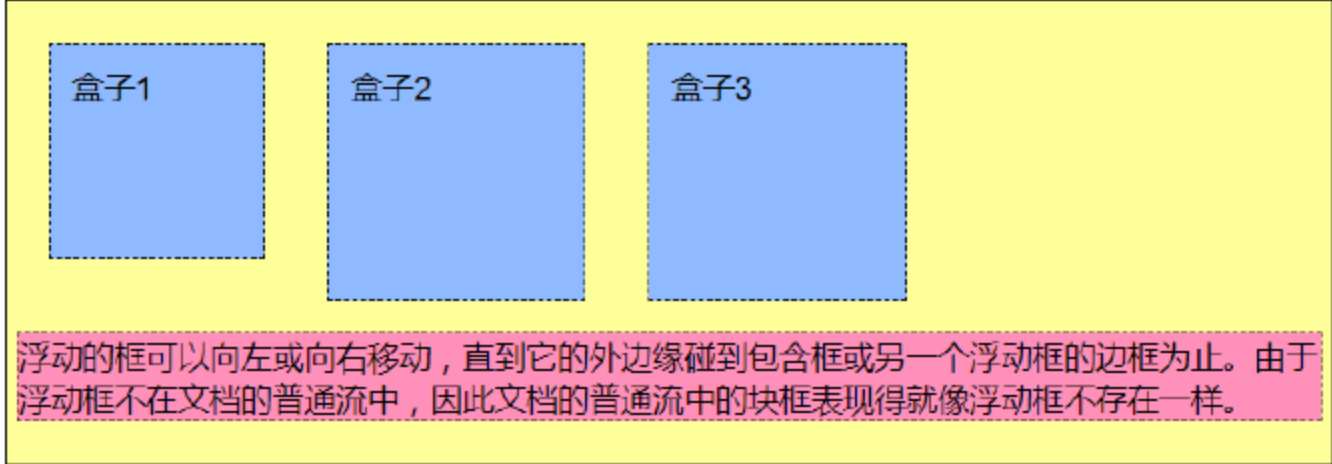 盒子1 盒子2 盒子3
浮动的框可以向左或向右移动，直到它的外边缘碰到包含框或另一个浮动框的边框为止。由于
浮动框不在文档的普通流中，因此文档的普通流中的块框表现得就像浮动框不存在一样。